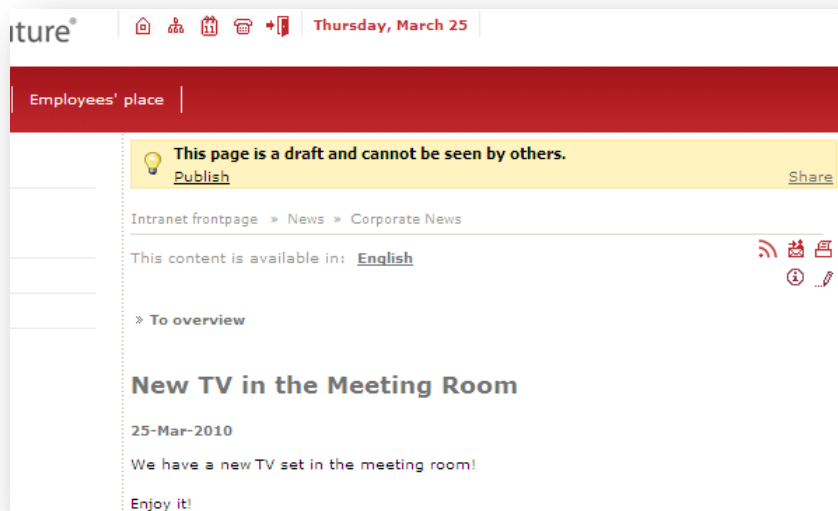 Thursday, March 25
Employees' place
This page is a draft and cannot be seen by others.
Publish
Share
Intranet frontpage » News » Corporate News
This content is available in: English
» To overview
New TV in the Meeting Room
25-Mar-2010
We have a new TV set in the meeting room!
Enjoy it!